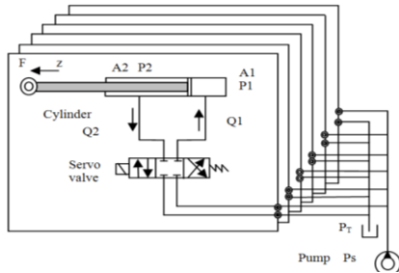 F z A2 P2 A1
P1
Cylinder
Q2 Q1
Servo
valve
PT
Pump Ps